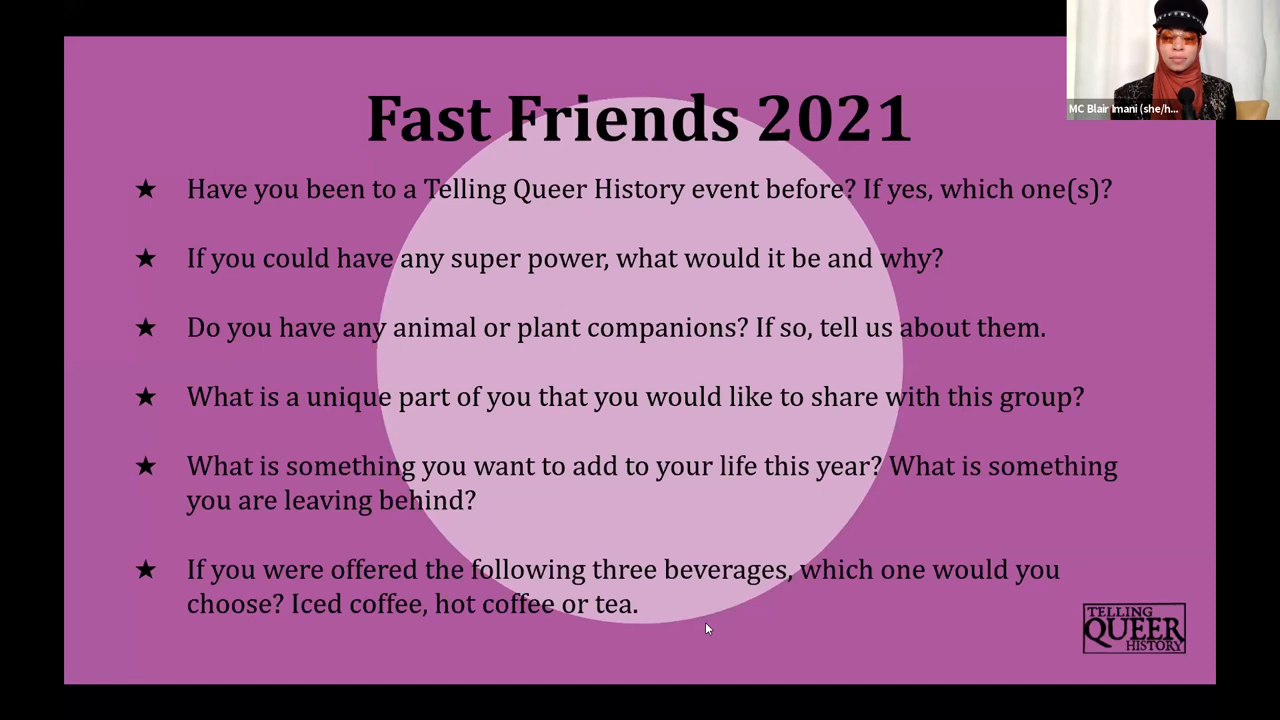 Fast Friends 2021
★ Have you been to a Telling Queer History event before? If yes, which one(s)?
★ If you could have any super power, what would it be and why?
★ Do you have any animal or plant companions? If so, tell us about them.
★ What is a unique part of you that you would like to share with this group?
★ What is something you want to add to your life this year? What is something
you are leaving behind?
★ If you were offered the following three beverages, which one would you
choose? Iced coffee, hot coffee or tea.
MC Blair Imani (she/h...
TELLING
QUEER
HISTORY